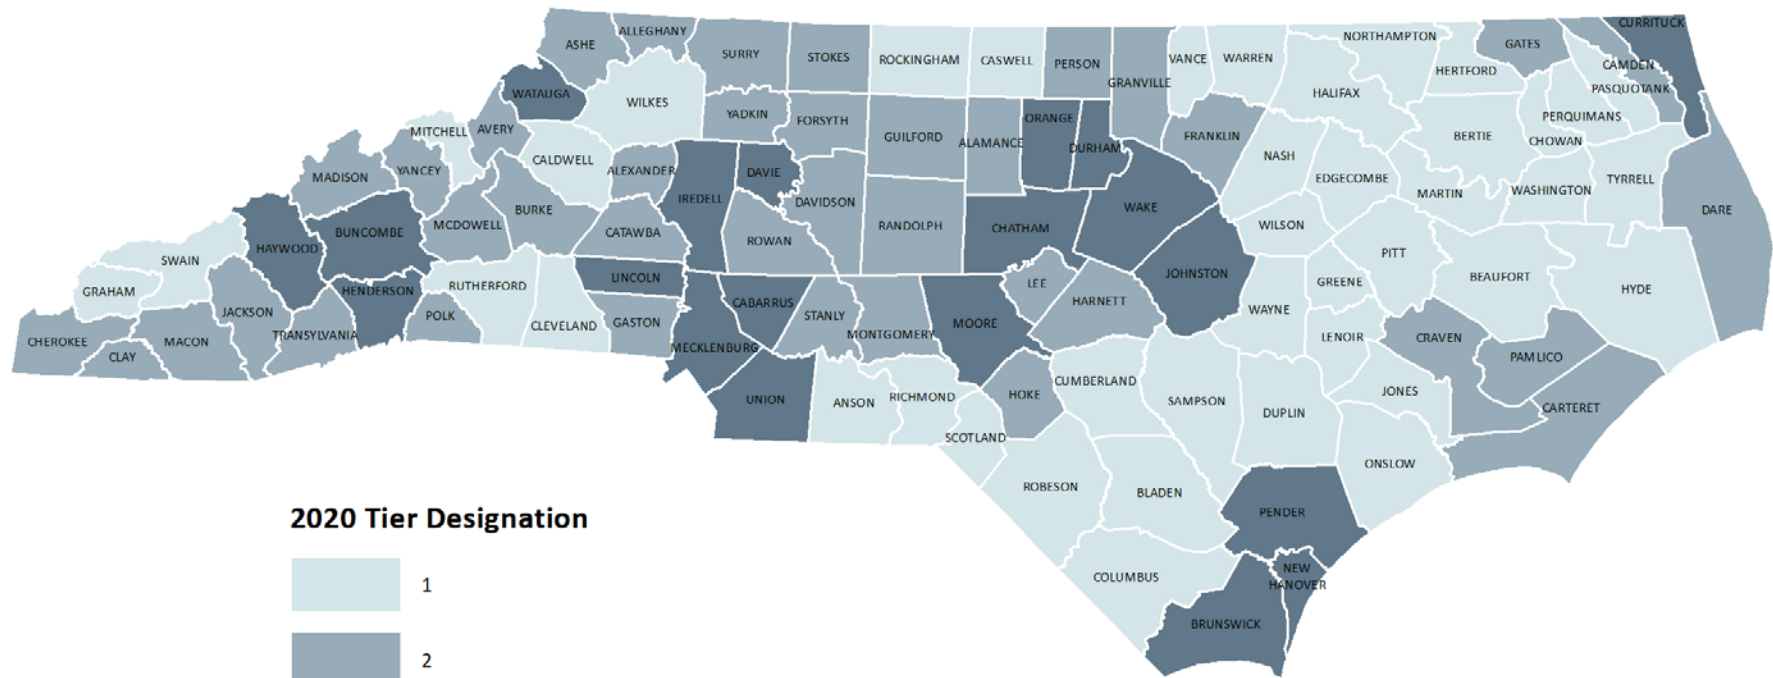 CURRITUCK
ALLEGHANY
NORTHAMPTON
ASHE
GATES
SURRY
STOKES
ROCKINGHAM
CASWELL
PERSON
VANCE
WARREN
CAMDEN
HERTFORD
GRANVILLE
PASQUOTANK
WATAUGA
HALIFAX
WILKES
YADKIN
FORSYTH
PERQUIMANS
ORANGE
MITCHELL
AVERY
GUILFORD
FRANKLIN
BERTIE
ALAMANCE
CHOWAN
DURHAM
CALDWELL
NASH
YANCEY
ALEXANDER
DAVIE
MADISON
EDGECOMBE
TYRRELL
WASHINGTON
MARTIN
IREDELL
DAVIDSON
WAKE
BURKE
DARE
MCDOWELL
RANDOLPH
WILSON
CHATHAM
BUNCOMBE
CATAWBA
ROWAN
HAYWOOD
PITT
SWAIN
JOHNSTON
BEAUFORT
LINCOLN
GREENE
LEE
RUTHERFORD
HYDE
GRAHAM
HENDERSON
HARNETT
CABARRUS
WAYNE
JACKSON
POLK
STANLY
GASTON
MOORE
CLEVELAND
TRANSYLVANIA
MONTGOMERY
LENOIR
CRAVEN
CHEROKEE
MACON
MECKLENBURG
CLAY
PAMLICO
CUMBERLAND
JONES
HOKE
RICHMOND
UNION
SAMPSON
ANSON
CARTERET
DUPLIN
SCOTLAND
ONSLOW
ROBESON
BLADEN
PENDER
2020 Tier Designation
NEW
HANOVER
COLUMBUS
1
BRUNSWICK
2